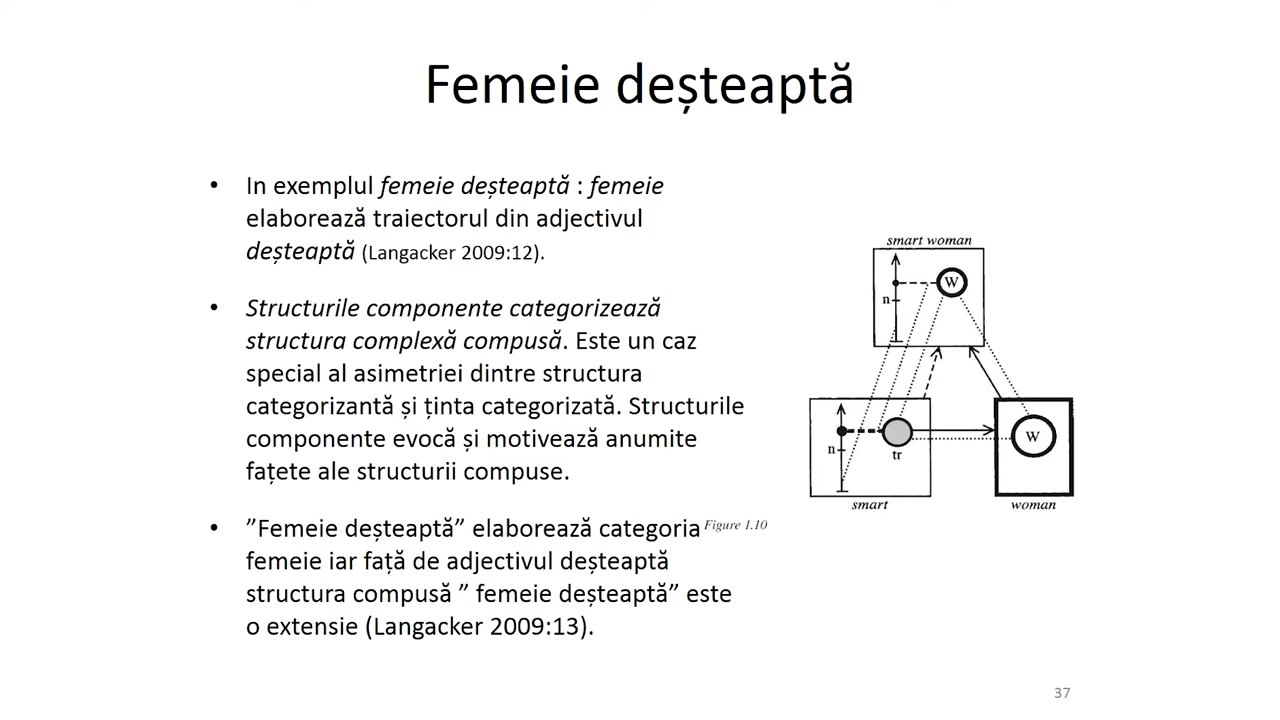 Femeie deșteaptă
• In exemplul femeie deșteaptă : femeie
elaborează traiectorul din adjectivul
deșteaptă (Langacker 2009:12).
• Structurile componente categorizează
structura complexă compusă. Este un caz
special al asimetriei dintre structura
categorizantă și ținta categorizată. Structurile
componente evocă și motivează anumite
fațete ale structurii compuse.
• ”Femeie deșteaptă” elaborează categoria
femeie iar față de adjectivul deșteaptă
structura compusă ” femeie deșteaptă” este
o extensie (Langacker 2009:13).
Figure 1.10
smart woman
W
n
W
n
tr
smart
woman
37